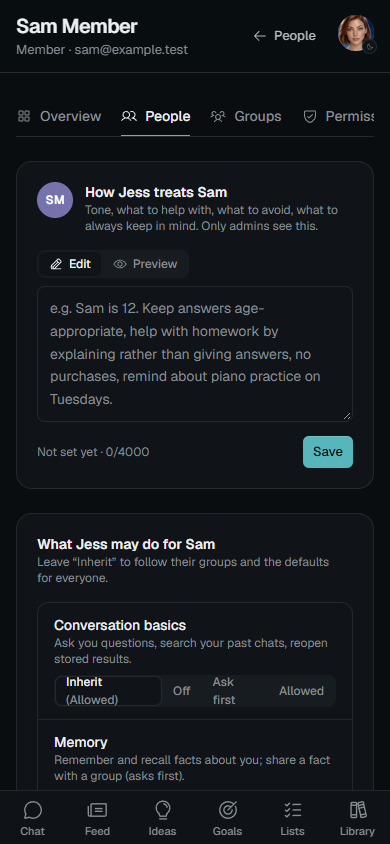 Sam Member
Member · sam@example.test
← People
Overview
People
Groups
Permiss
SM
How Jess treats Sam
Tone, what to help with, what to avoid, what to
always keep in mind. Only admins see this.
Edit
Preview
e.g. Sam is 12. Keep answers age-
appropriate, help with homework by
explaining rather than giving answers, no
purchases, remind about piano practice on
Tuesdays.
Not set yet · 0/4000
Save
What Jess may do for Sam
Leave “Inherit” to follow their groups and the defaults
for everyone.
Conversation basics
Ask you questions, search your past chats, reopen
stored results.
Inherit
(Allowed)
Off
Ask
first
Allowed
Memory
Remember and recall facts about you; share a fact
with a group (asks first).
Chat
Feed
Ideas
Goals
Lists
Library